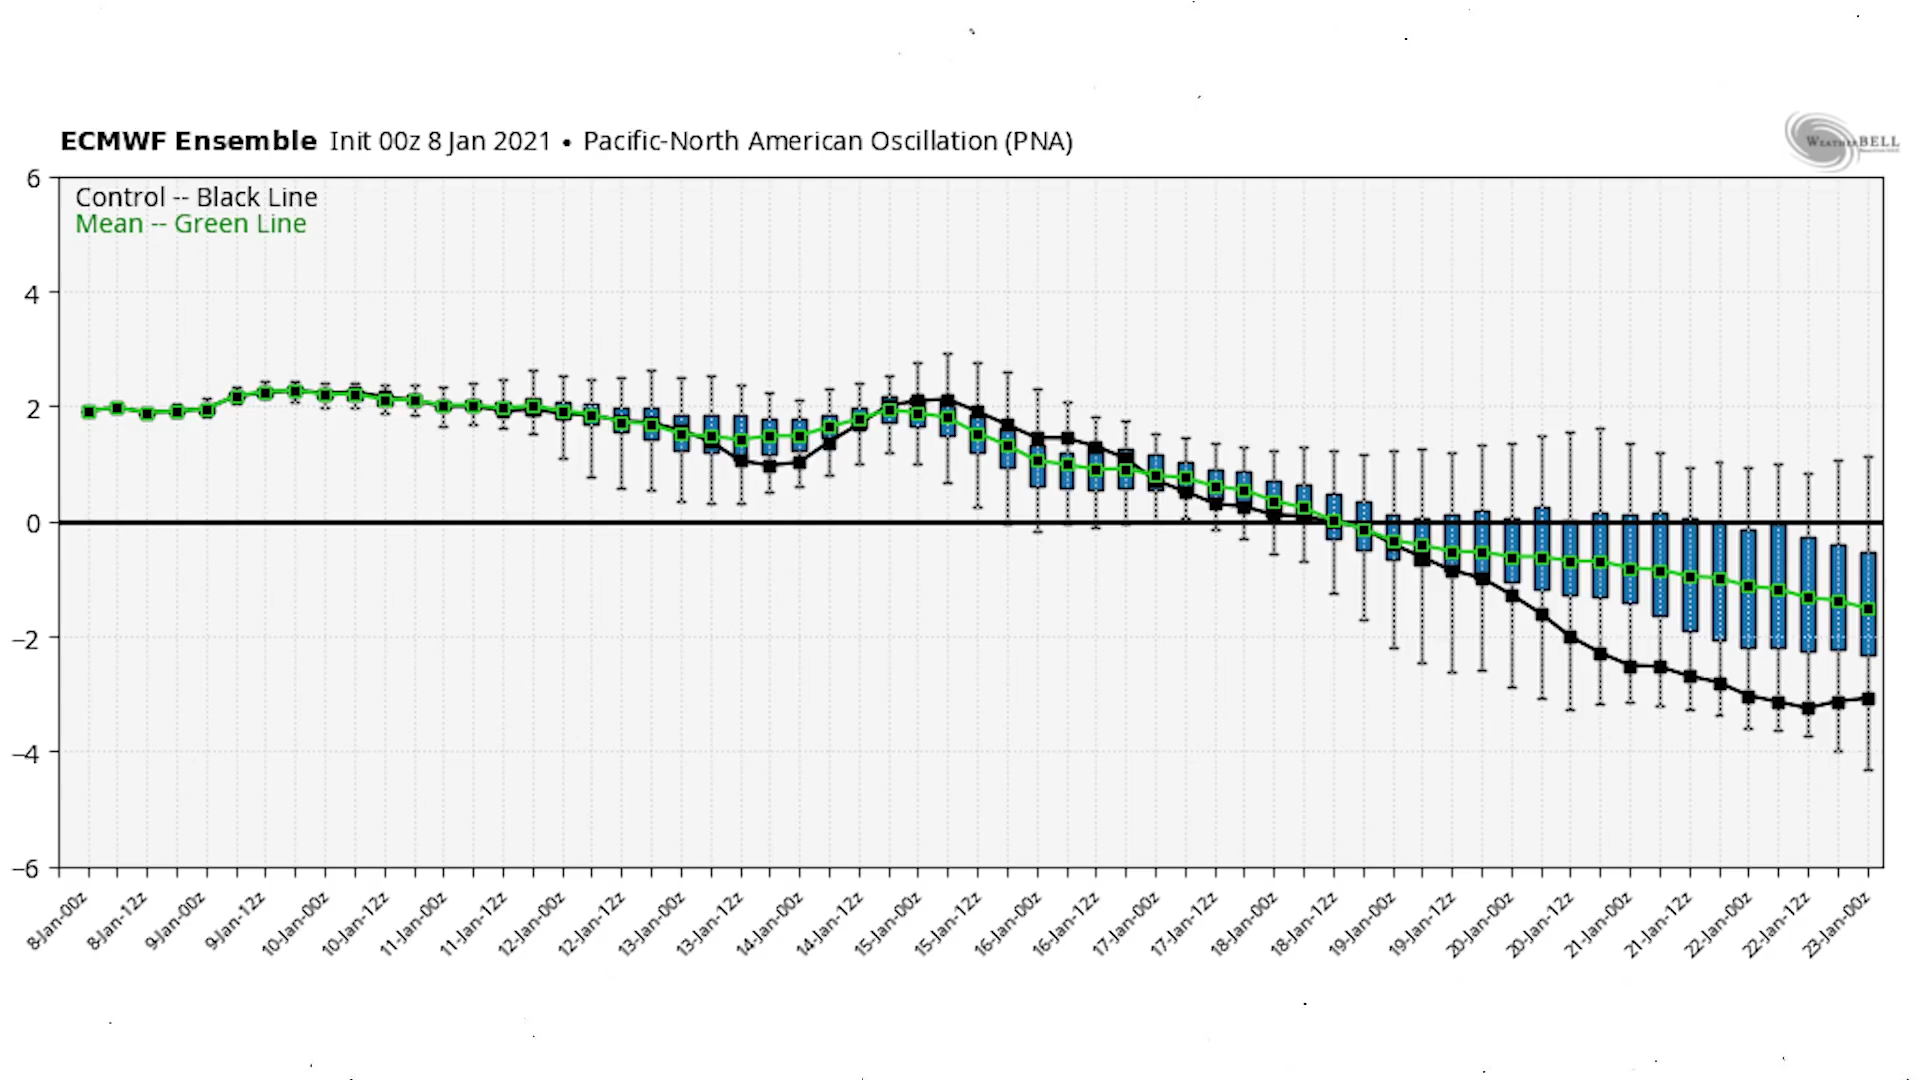 ECMWF Ensemble Init 00z 8 Jan 2021 • Pacific-North American Oscillation (PNA)
WEATHERBELL
6
Control -- Black Line
Mean -- Green Line
4
2
0
−2
−4
−6
8-Jan-00z
8-Jan-12z
9-Jan-00z
9-Jan-12z
10-Jan-00z
10-Jan-12z
11-Jan-00z
11-Jan-12z
12-Jan-00z
12-Jan-12z
13-Jan-00z
13-Jan-12z
14-Jan-00z
14-Jan-12z
15-Jan-00z
15-Jan-12z
16-Jan-00z
16-Jan-12z
17-Jan-00z
17-Jan-12z
18-Jan-00z
18-Jan-12z
19-Jan-00z
19-Jan-12z
20-Jan-00z
20-Jan-12z
21-Jan-00z
21-Jan-12z
22-Jan-00z
22-Jan-12z
23-Jan-00z